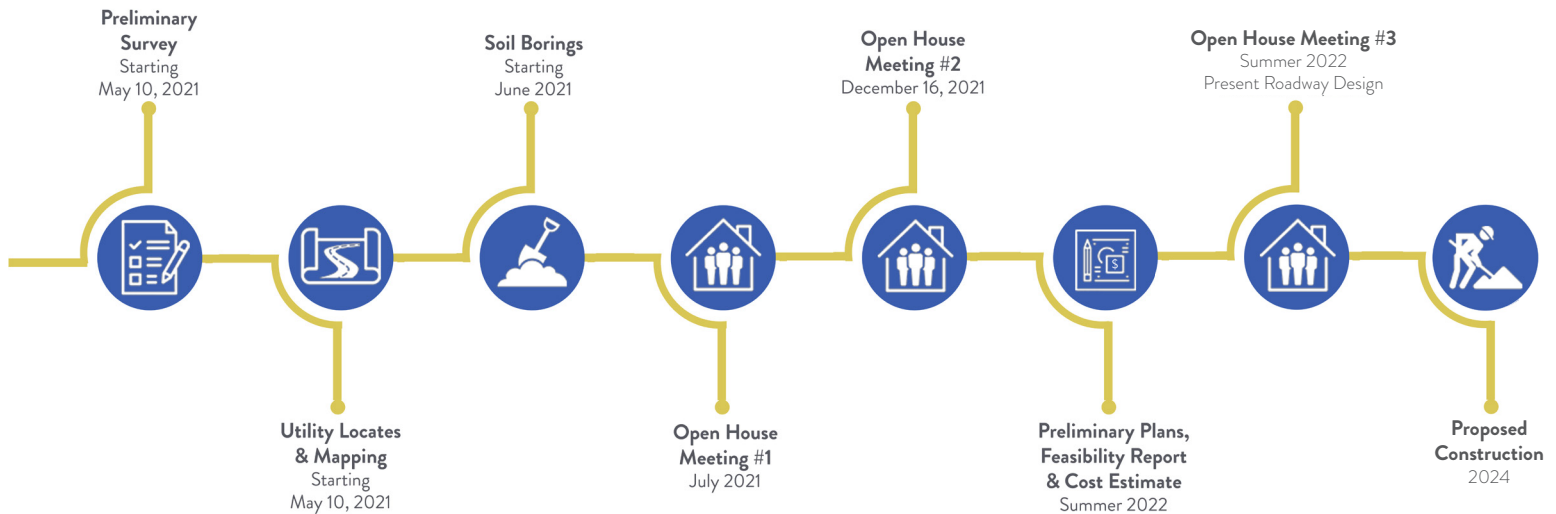 Preliminary
Survey
Starting
May 10, 2021
Utility Locates
& Mapping
Starting
May 10, 2021
Soil Borings
Starting
June 2021
Open House
Meeting #1
July 2021
Open House
Meeting #2
December 16, 2021
$
Preliminary Plans,
Feasibility Report
& Cost Estimate
Summer 2022
Open House Meeting #3
Summer 2022
Present Roadway Design
Proposed
Construction
2024